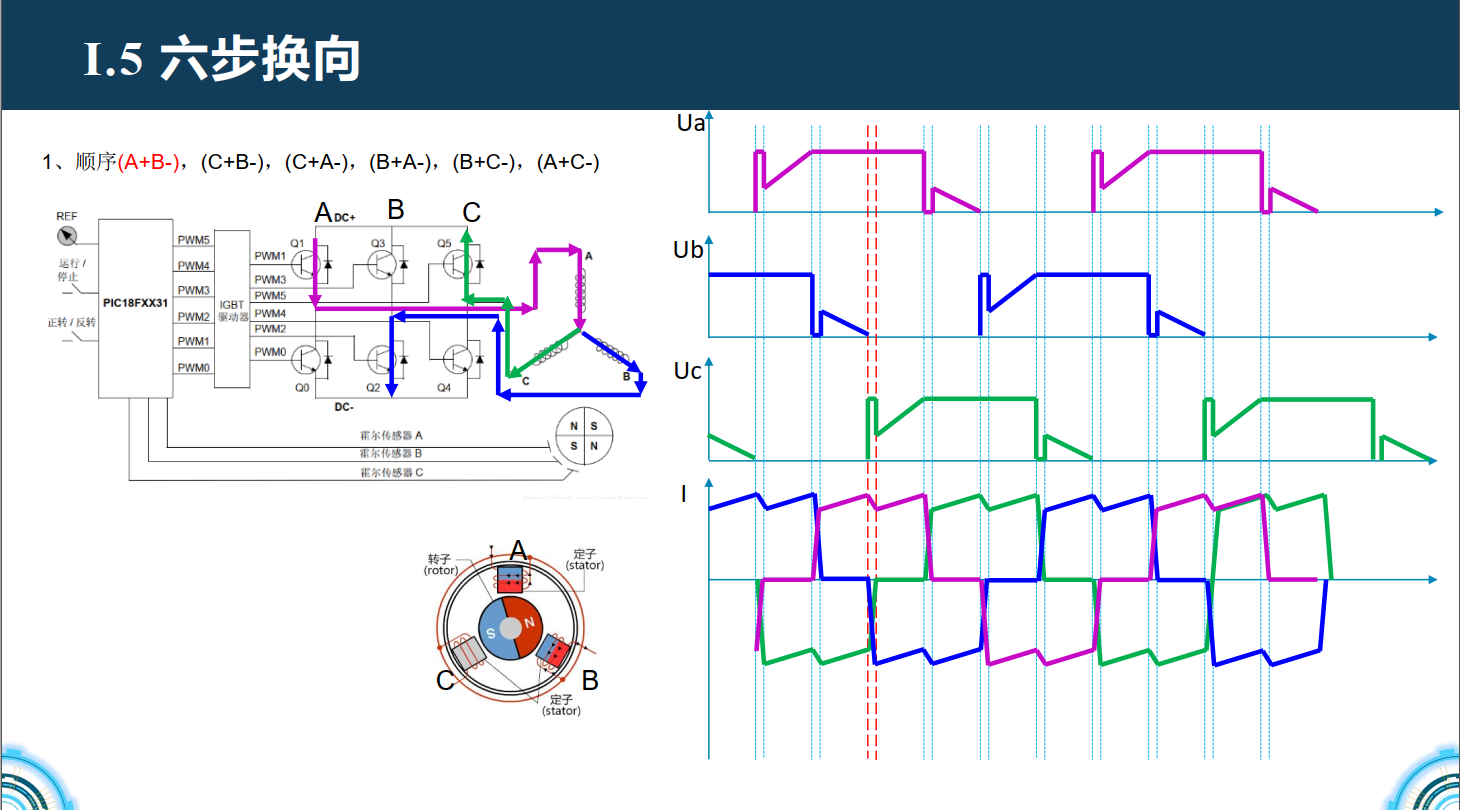 I.5 六步换向
1、顺序(A+B-)，(C+B-)，(C+A-)，(B+A-)，(B+C-)，(A+C-)
REF
运行 /
停止
正转 / 反转
PIC18FXX31
PWM5
PWM4
PWM3
PWM2
PWM1
PWM0
IGBT
驱动器
PWM1
PWM3
PWM5
PWM4
PWM2
PWM0
A
DC+
B
C
Q1
Q3
Q5
Q0
Q2
Q4
DC-
A
B
C
N
S
S
N
霍尔传感器 A
霍尔传感器 B
霍尔传感器 C
转子
(rotor)
A
定子
(stator)
S
N
C
B
定子
(stator)
Ua
Ub
Uc
I